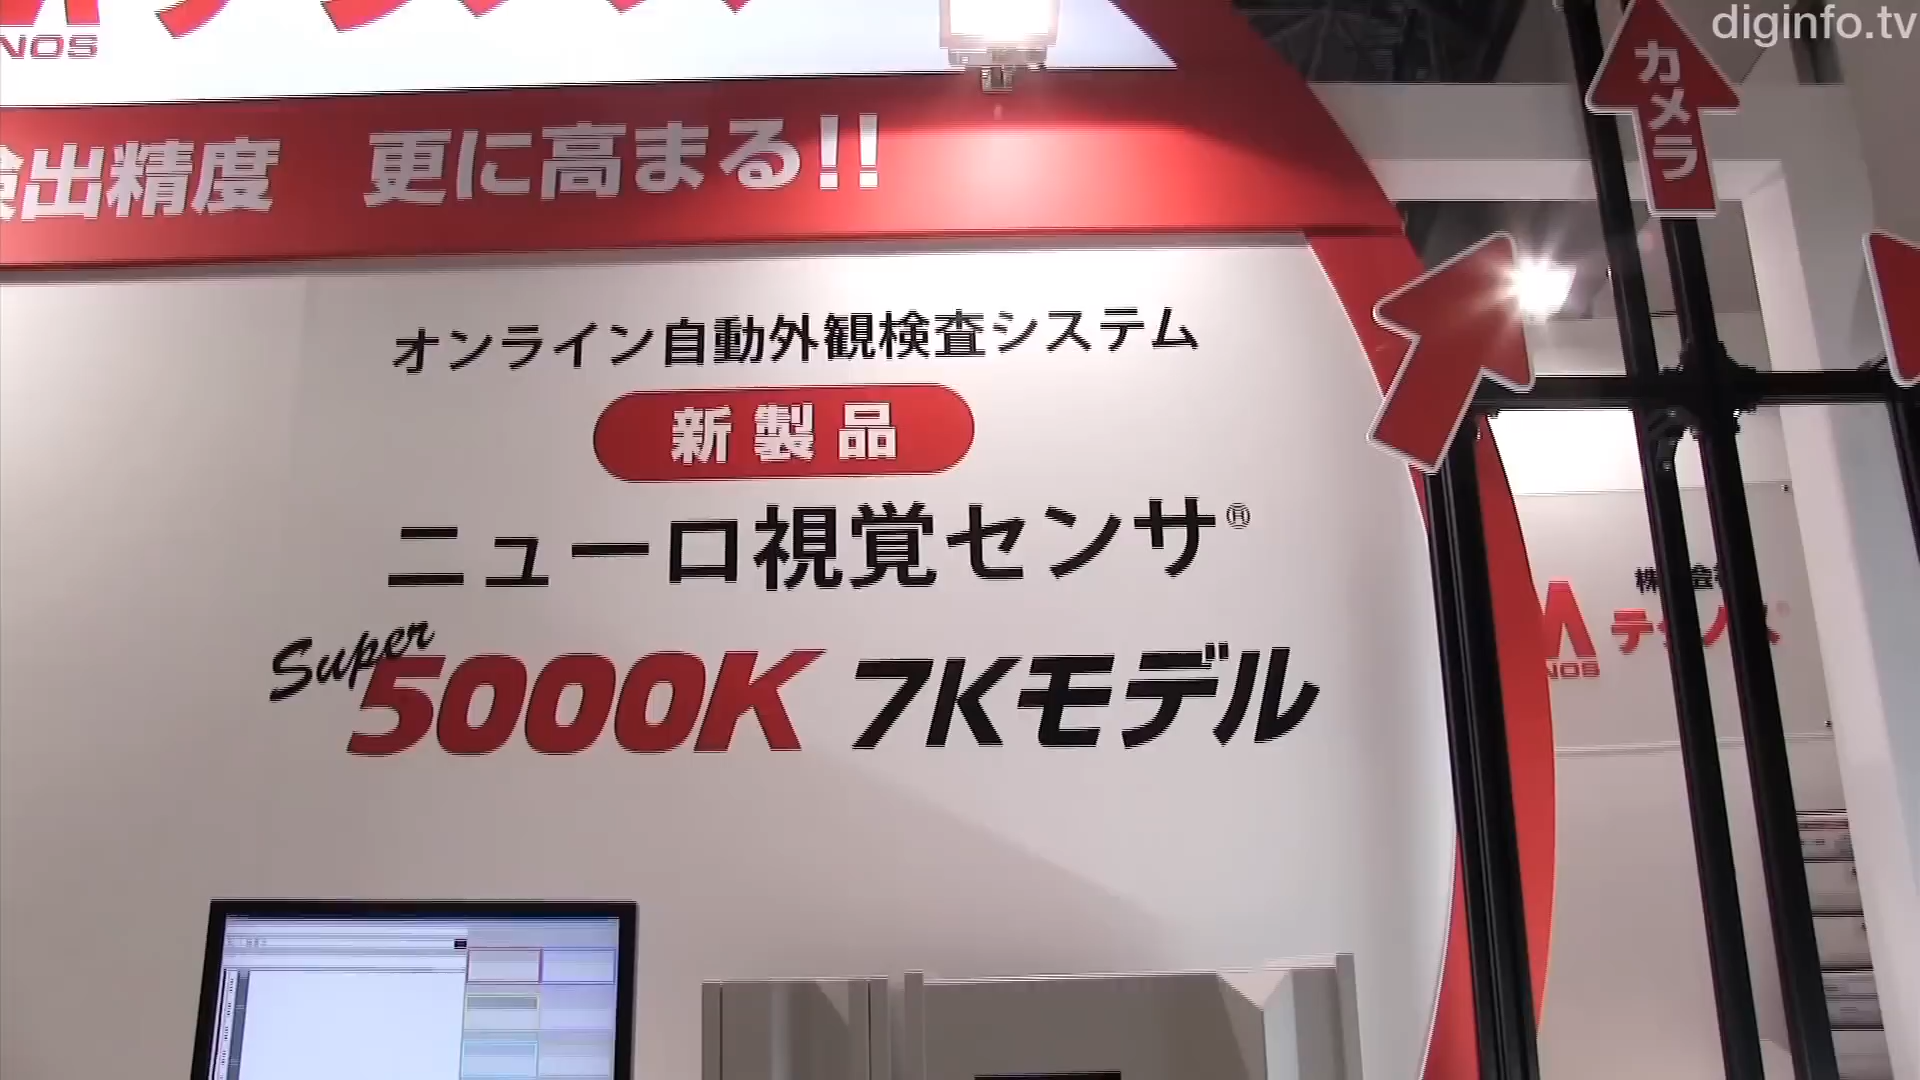 diginfo.tv
NOS
出精度 更に高まる!!
カメラ
オンライン自動外観検査システム
新製品
ニューロ視覚センサ®
Super
5000K 7Kモデル
NOS